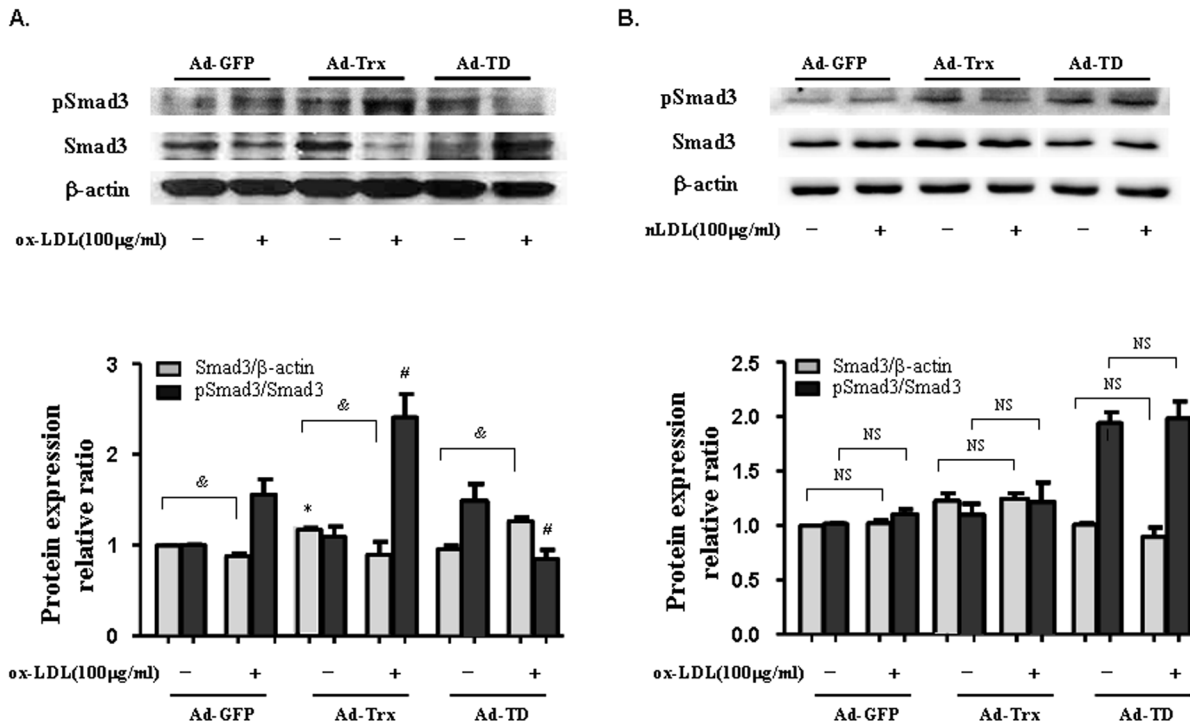 A.
Ad-GFP Ad-Trx Ad-TD
pSmad3
Smad3
β-actin
ox-LDL(100μg/ml) − + − + − +
B.
Ad-GFP Ad-Trx Ad-TD
pSmad3
Smad3
β-actin
nLDL(100μg/ml) − + − + − +
Protein expression
relative ratio
3
2
1
0
Smad3/β-actin
pSmad3/Smad3
& * & # & #
ox-LDL(100μg/ml) − + − + − +
Ad-GFP Ad-Trx Ad-TD
Protein expression
relative ratio
2.5
2.0
1.5
1.0
0.5
0.0
Smad3/β-actin
pSmad3/Smad3
NS NS NS NS NS NS
ox-LDL(100μg/ml) − + − + − +
Ad-GFP Ad-Trx Ad-TD